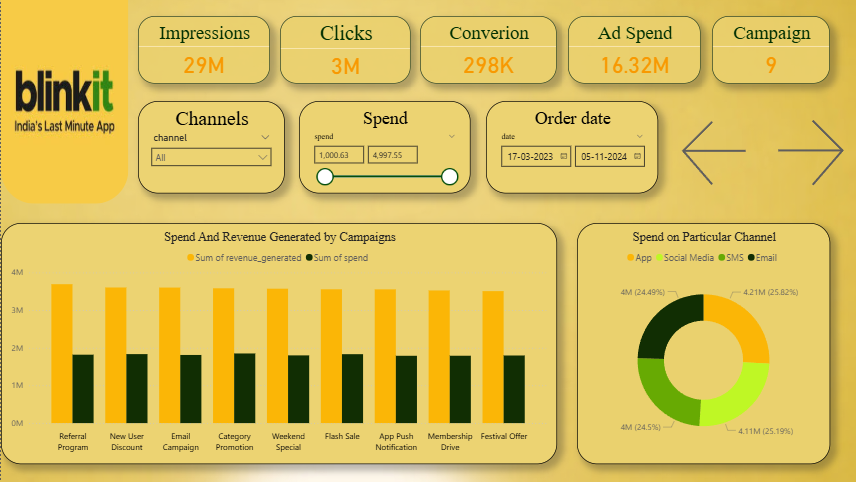 blinkit
India's Last Minute App
Impressions
29M
Clicks
3M
Converion
298K
Ad Spend
16.32M
Campaign
9
Channels
channel
All
Spend
spend
1,000.63
4,997.55
Order date
date
17-03-2023
05-11-2024
Spend And Revenue Generated by Campaigns
Sum of revenue_generated Sum of spend
4M
3M
2M
1M
0M
Referral
Program
New User
Discount
Email
Campaign
Category
Promotion
Weekend
Special
Flash Sale
App Push
Notification
Membership
Drive
Festival Offer
Spend on Particular Channel
App Social Media SMS Email
4M (24.49%)
4.21M (25.82%)
4M (24.5%)
4.11M (25.19%)